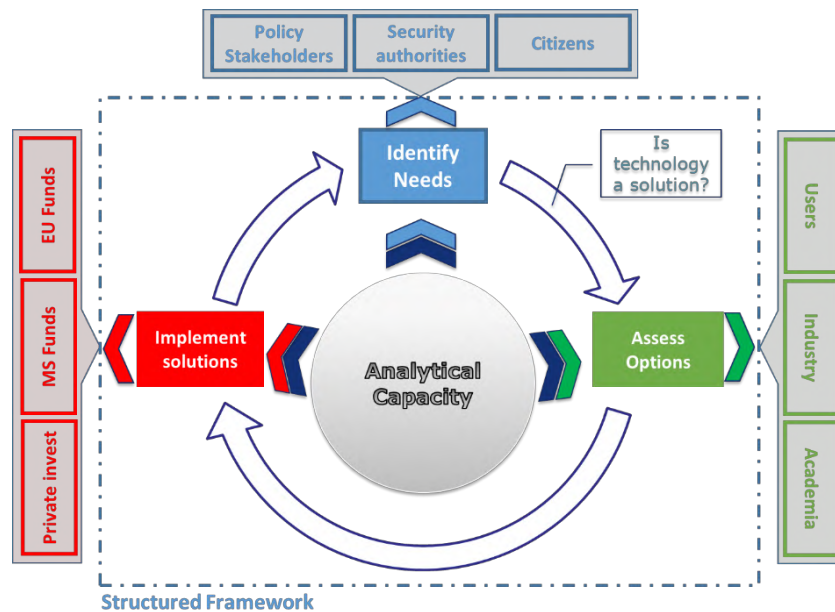 Policy
Stakeholders
Security
authorities
Citizens
Identify
Needs
Is
technology
a solution?
EU Funds
MS Funds
Private invest
Implement
solutions
Analytical
Capacity
Assess
Options
Users
Industry
Academia
Structured Framework